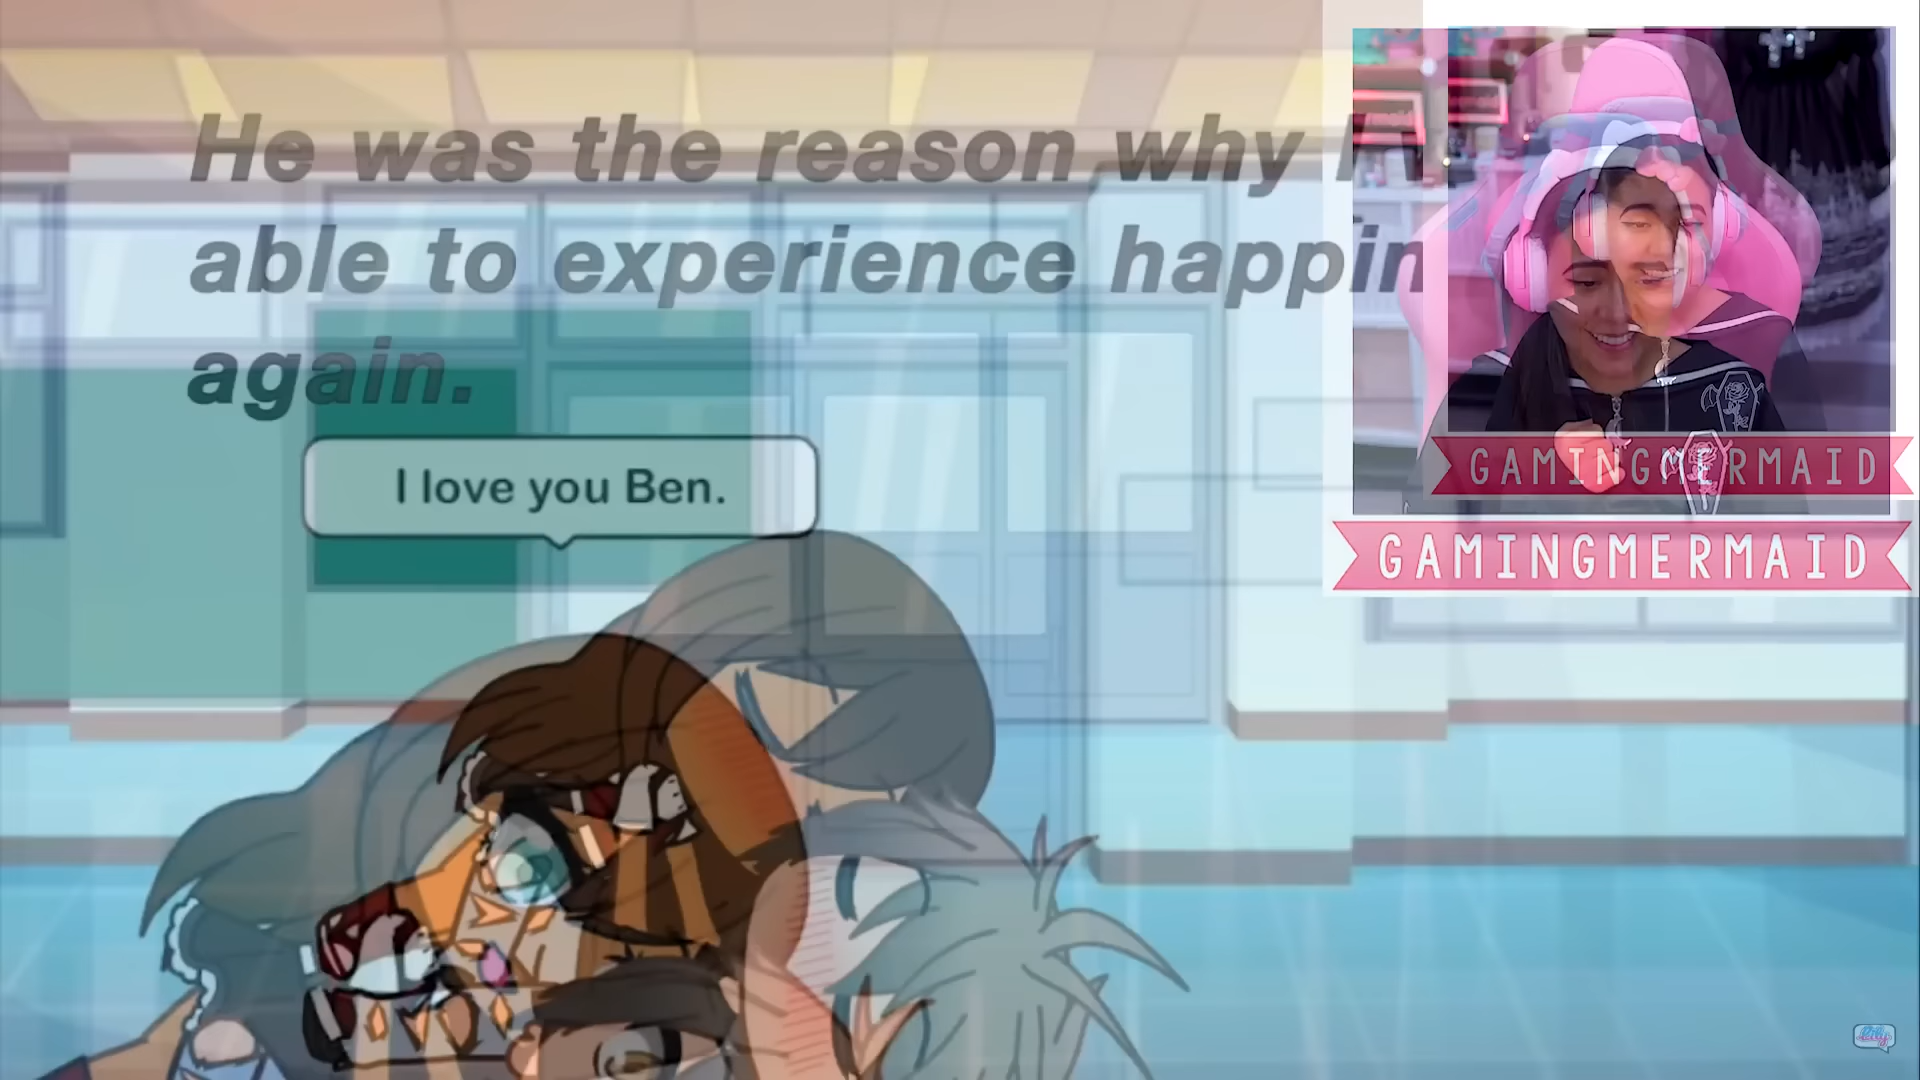 He was the reason why I
able to experience happin
again.
I love you Ben.
GAMINGMERMAID
GAMINGMERMAID